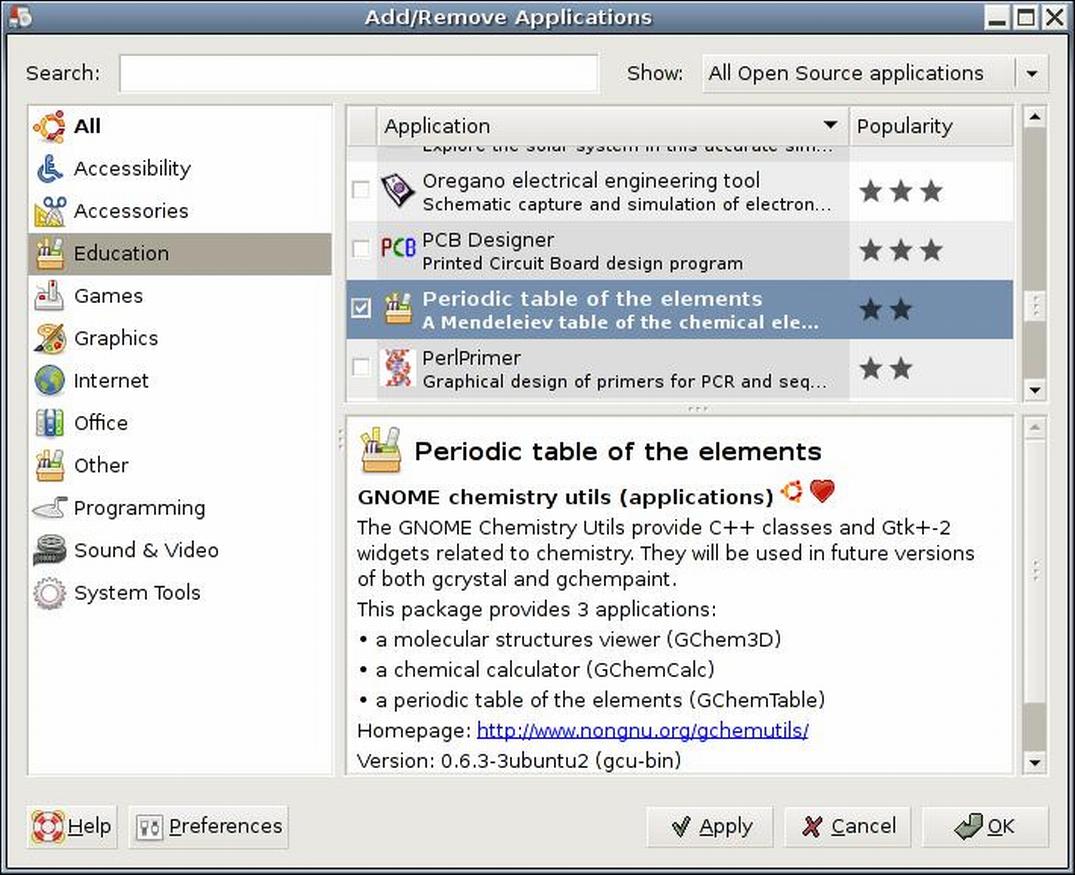 Add/Remove Applications
Search:
Show: All Open Source applications
All
Accessibility
Accessories
Education
Games
Graphics
Internet
Office
Other
Programming
Sound & Video
System Tools
Application Popularity
Explore the solar system in this accurate sim...
Oregano electrical engineering tool
Schematic capture and simulation of electron...
PCB
PCB Designer
Printed Circuit Board design program
Periodic table of the elements
A Mendeleiev table of the chemical ele...
PerlPrimer
Graphical design of primers for PCR and seq...
Periodic table of the elements
GNOME chemistry utils (applications)
The GNOME Chemistry Utils provide C++ classes and Gtk+-2
widgets related to chemistry. They will be used in future versions
of both gcrystal and gchempaint.
This package provides 3 applications:
• a molecular structures viewer (GChem3D)
• a chemical calculator (GChemCalc)
• a periodic table of the elements (GChemTable)
Homepage: http://www.nongnu.org/gchemutils/
Version: 0.6.3-3ubuntu2 (gcu-bin)
Help Preferences Apply Cancel OK